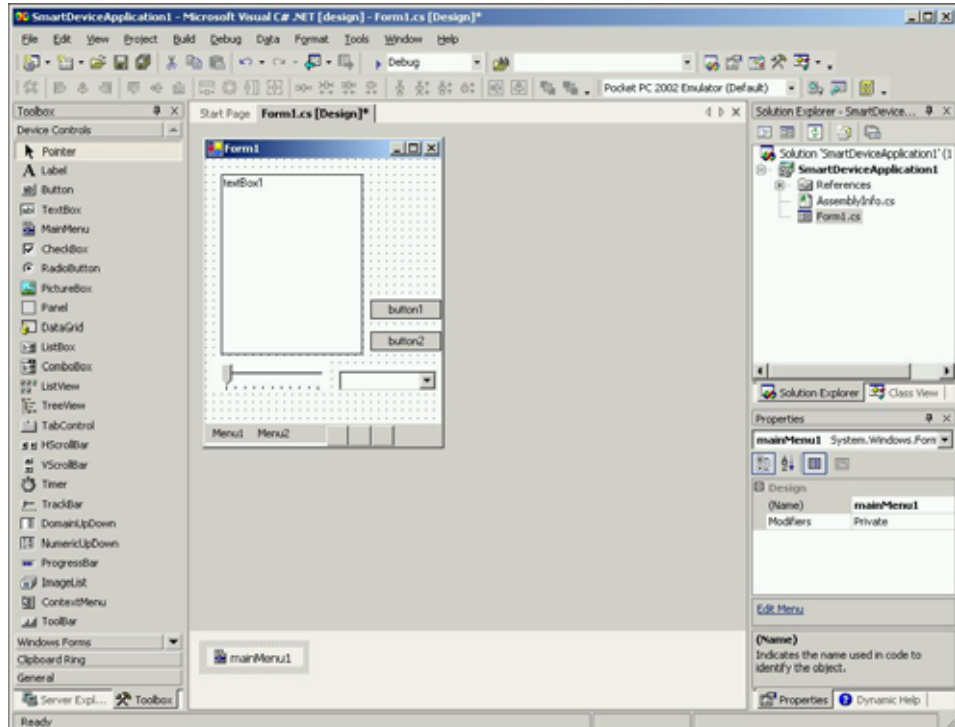 SmartDeviceApplication1 - Microsoft Visual C# .NET [design] - Form1.cs [Design]*
File Edit View Project Build Debug Data Format Tools Window Help
Debug
Pocket PC 2002 Emulator (Default)
Toolbox
Device Controls
Pointer
Label
Button
TextBox
MainMenu
CheckBox
RadioButton
PictureBox
Panel
DataGrid
ListBox
ComboBox
ListView
TreeView
TabControl
HScrollBar
VScrollBar
Timer
TrackBar
DomainUpDown
NumericUpDown
ProgressBar
ImageList
ContextMenu
ToolBar
Windows Forms
Clipboard Ring
General
Server Expl... Toolbox
Start Page Form1.cs [Design]*
Form1
textBox1
button1
button2
Menu1 Menu2
mainMenu1
Solution Explorer - SmartDevice...
Solution 'SmartDeviceApplication1' (1
SmartDeviceApplication1
References
AssemblyInfo.cs
Form1.cs
Solution Explorer Class View
Properties
mainMenu1 System.Windows.Form
Design
(Name) mainMenu1
Modifiers Private
Edit Menu
(Name)
Indicates the name used in code to
identify the object.
Properties Dynamic Help
Ready